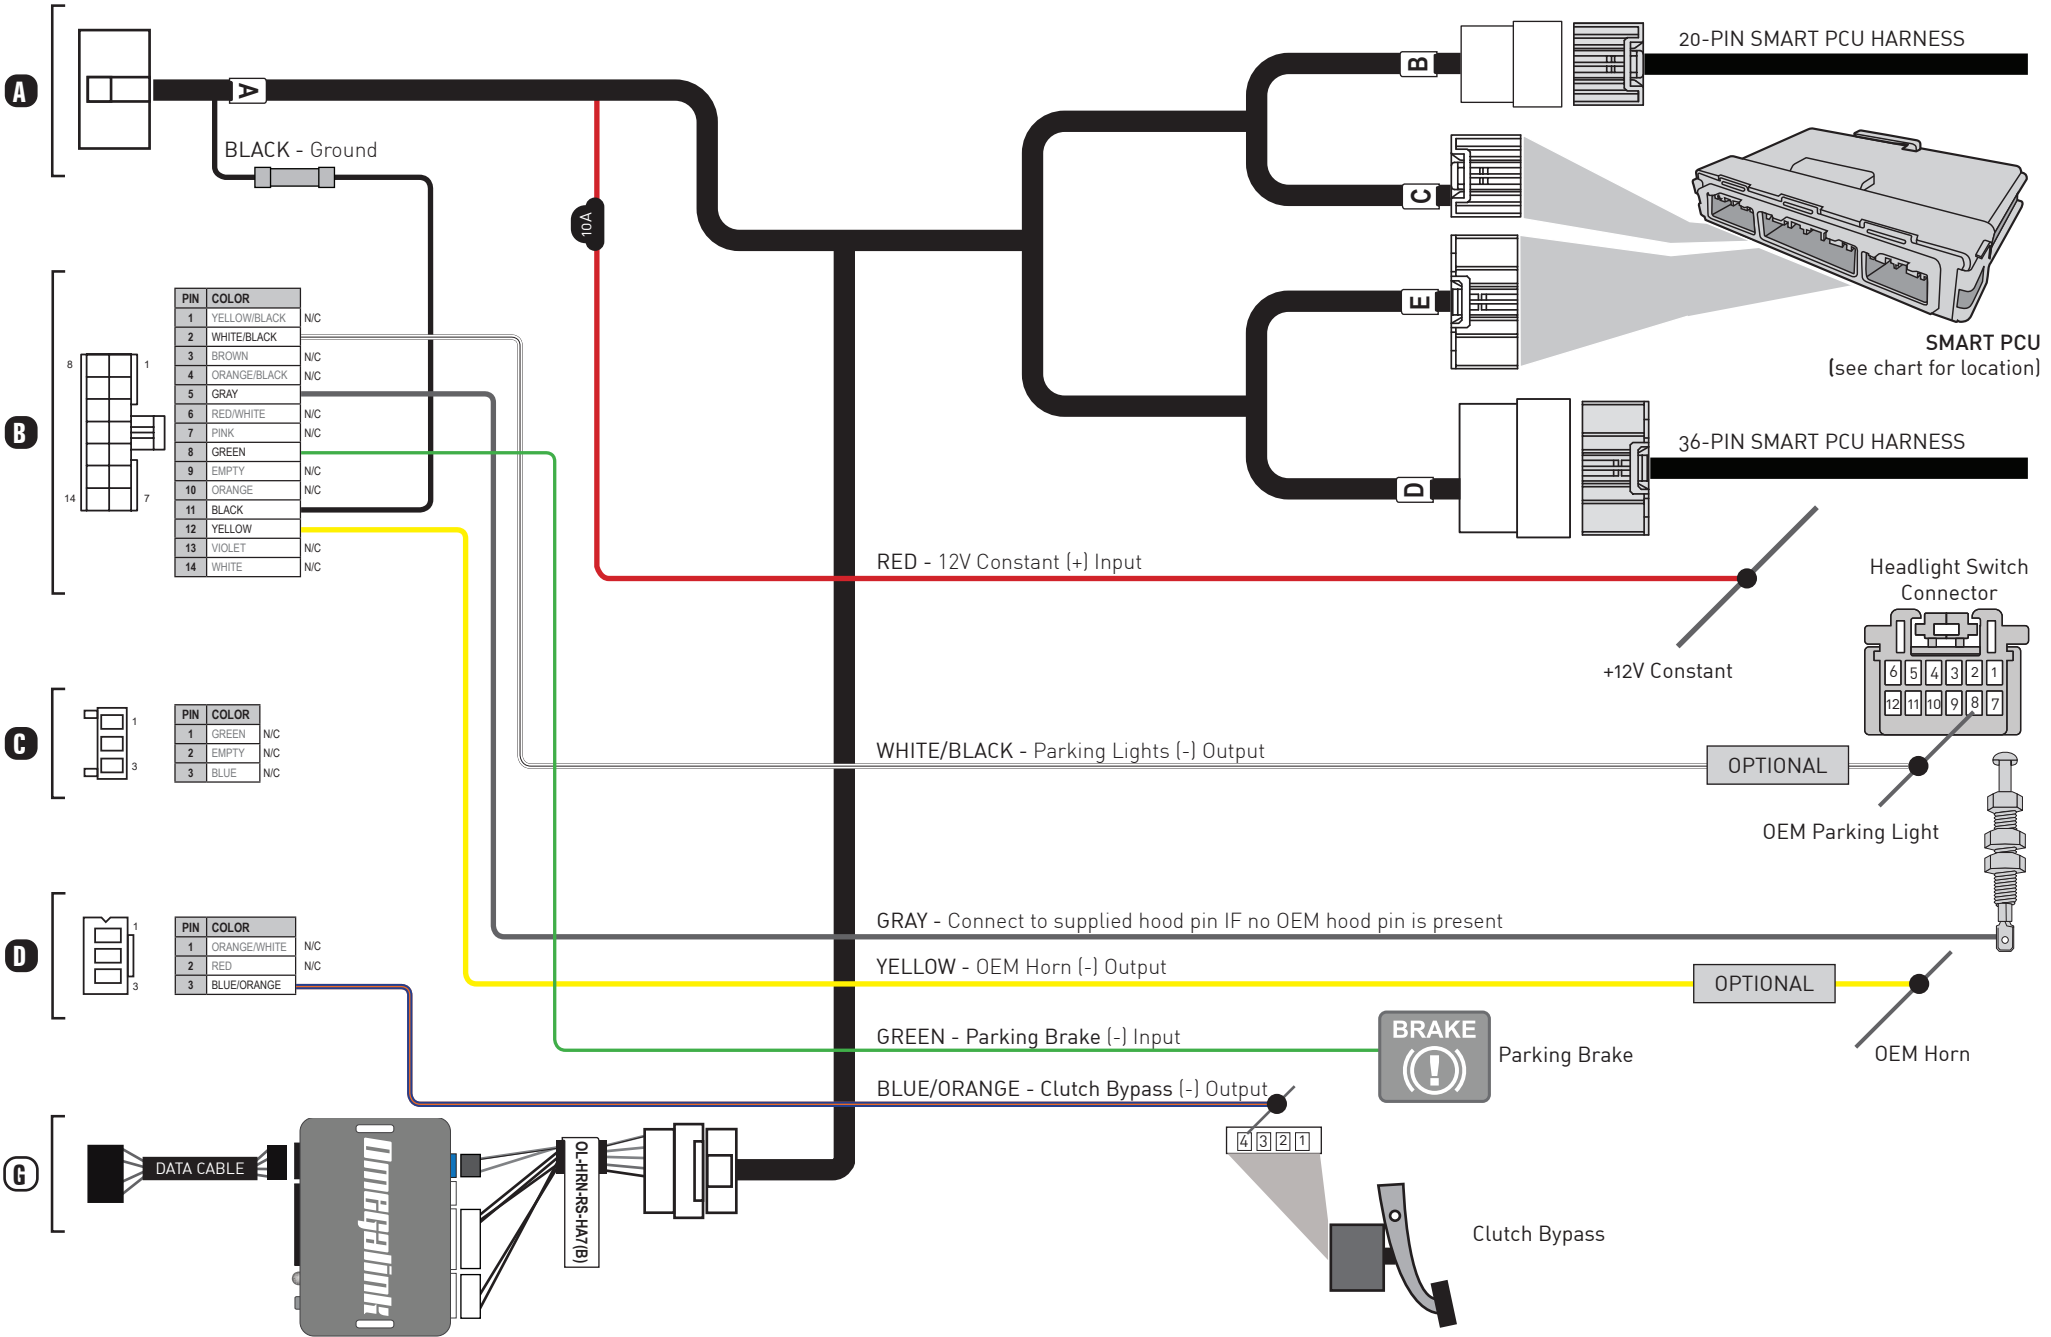 A
A
BLACK - Ground
10A
B
C
E
D
20-PIN SMART PCU HARNESS
SMART PCU
(see chart for location)
36-PIN SMART PCU HARNESS
B
8 1
14 7
PIN COLOR
1 YELLOW/BLACK N/C
2 WHITE/BLACK
3 BROWN N/C
4 ORANGE/BLACK N/C
5 GRAY
6 RED/WHITE N/C
7 PINK N/C
8 GREEN
9 EMPTY N/C
10 ORANGE N/C
11 BLACK
12 YELLOW
13 VIOLET N/C
14 WHITE N/C
RED - 12V Constant (+) Input
+12V Constant
Headlight Switch
Connector
6 5 4 3 2 1
12 11 10 9 8 7
C
1
3
PIN COLOR
1 GREEN N/C
2 EMPTY N/C
3 BLUE N/C
WHITE/BLACK - Parking Lights (-) Output
OPTIONAL
OEM Parking Light
D
1
3
PIN COLOR
1 ORANGE/WHITE N/C
2 RED N/C
3 BLUE/ORANGE
GRAY - Connect to supplied hood pin IF no OEM hood pin is present
YELLOW - OEM Horn (-) Output
OPTIONAL
OEM Horn
GREEN - Parking Brake (-) Input
BRAKE
!
Parking Brake
BLUE/ORANGE - Clutch Bypass (-) Output
4 3 2 1
Clutch Bypass
G
DATA CABLE
Omegalink
OL-HRN-RS-HA7(B)